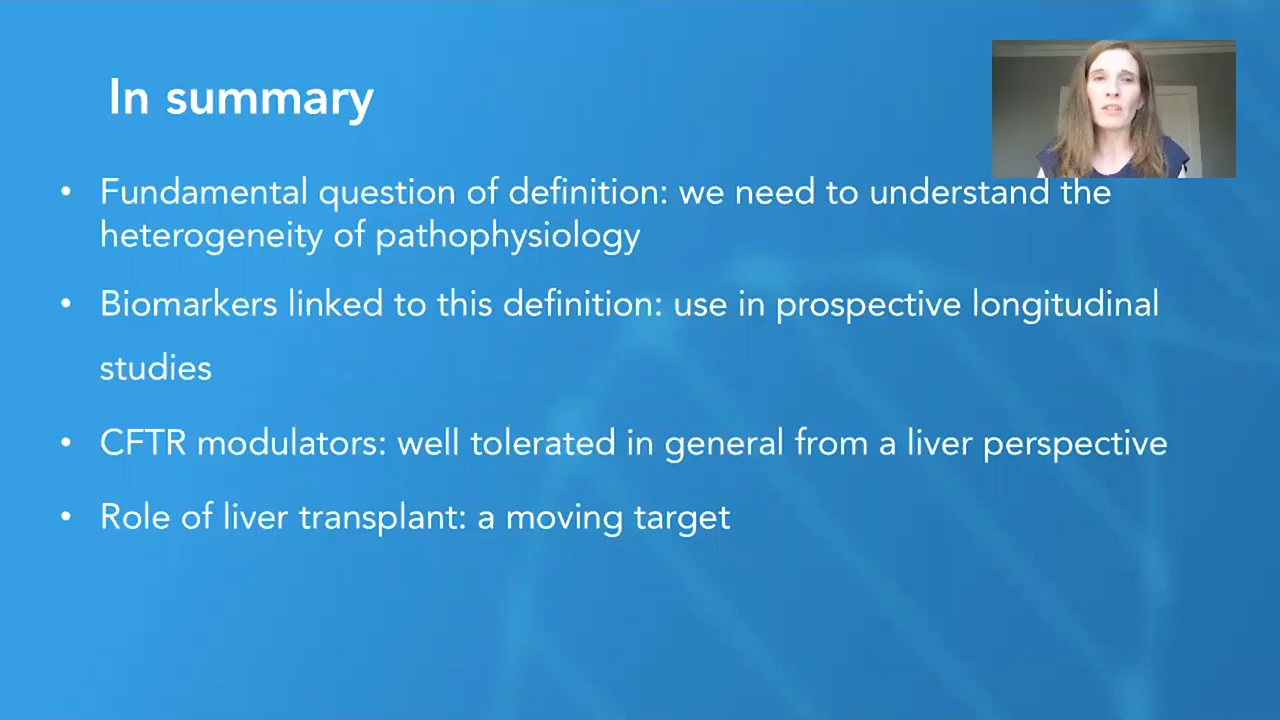 In summary
• Fundamental question of definition: we need to understand the
heterogeneity of pathophysiology
• Biomarkers linked to this definition: use in prospective longitudinal
studies
• CFTR modulators: well tolerated in general from a liver perspective
• Role of liver transplant: a moving target